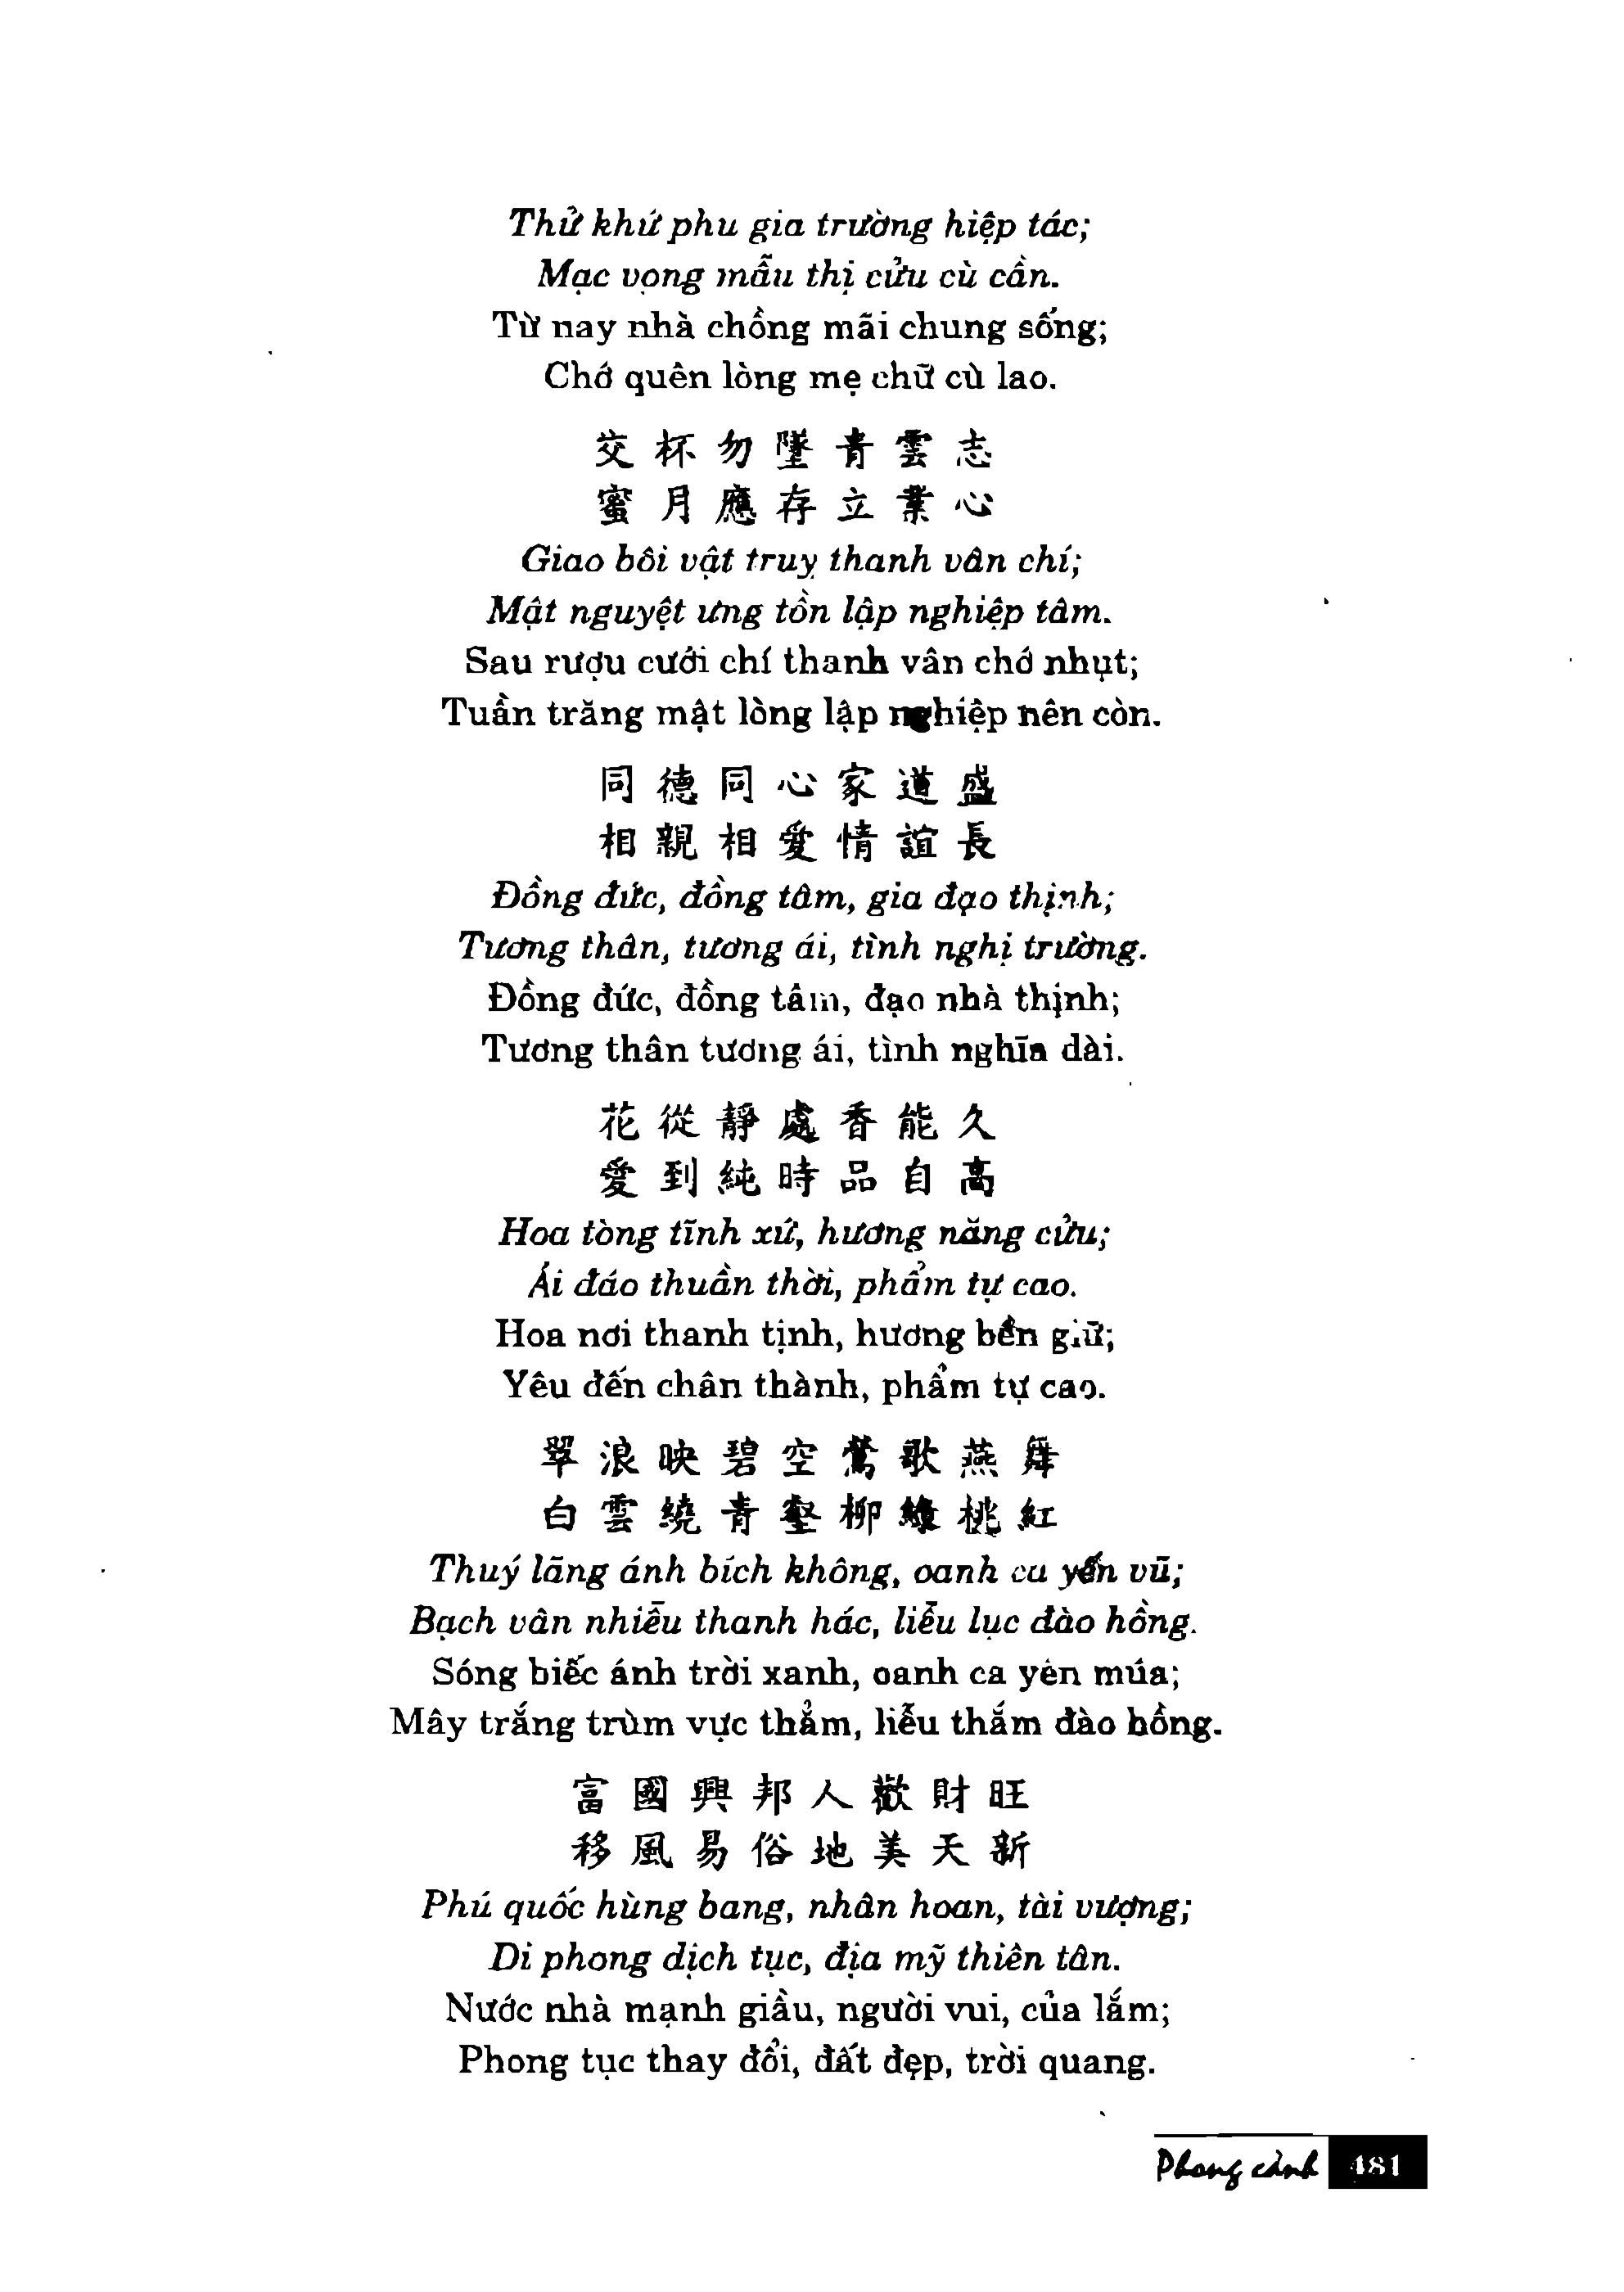 Thử khứ phu gia trường hiệp tác;
Mạc vọng mẫu thị cửu cù cần.
Từ nay nhà chồng mãi chung sống;
Chớ quên lòng mẹ chữ cù lao.
交杯勿墜青雲志
蜜月應存立業心
Giao bôi vật truỵ thanh vân chí;
Mật nguyệt ưng tồn lập nghiệp tâm.
Sau rượu cưới chí thanh vân chớ nhụt;
Tuần trăng mật lòng lập nghiệp nên còn.
同德同心家道盛
相親相愛情誼長
Đồng đức, đồng tâm, gia đạo thịnh;
Tương thân, tương ái, tình nghị trường.
Đồng đức, đồng tâm, đạo nhà thịnh;
Tương thân tương ái, tình nghĩa dài.
花從靜處香能久
愛到純時品自高
Hoa tòng tĩnh xứ, hương năng cửu;
Ái đáo thuần thời, phẩm tự cao.
Hoa nơi thanh tịnh, hương bền giữ;
Yêu đến chân thành, phẩm tự cao.
翠浪映碧空鶯歌燕舞
白雲繞青壑柳綠桃紅
Thuý lãng ánh bích không, oanh ca yến vũ;
Bạch vân nhiễu thanh hác, liễu lục đào hồng.
Sóng biếc ánh trời xanh, oanh ca yến múa;
Mây trắng trùm vực thẳm, liễu thắm đào hồng.
富國興邦人歡財旺
移風易俗地美天新
Phú quốc hùng bang, nhân hoan, tài vượng;
Di phong dịch tục, địa mỹ thiên tân.
Nước nhà mạnh giầu, người vui, của lắm;
Phong tục thay đổi, đất đẹp, trời quang.
Phong cảnh 481